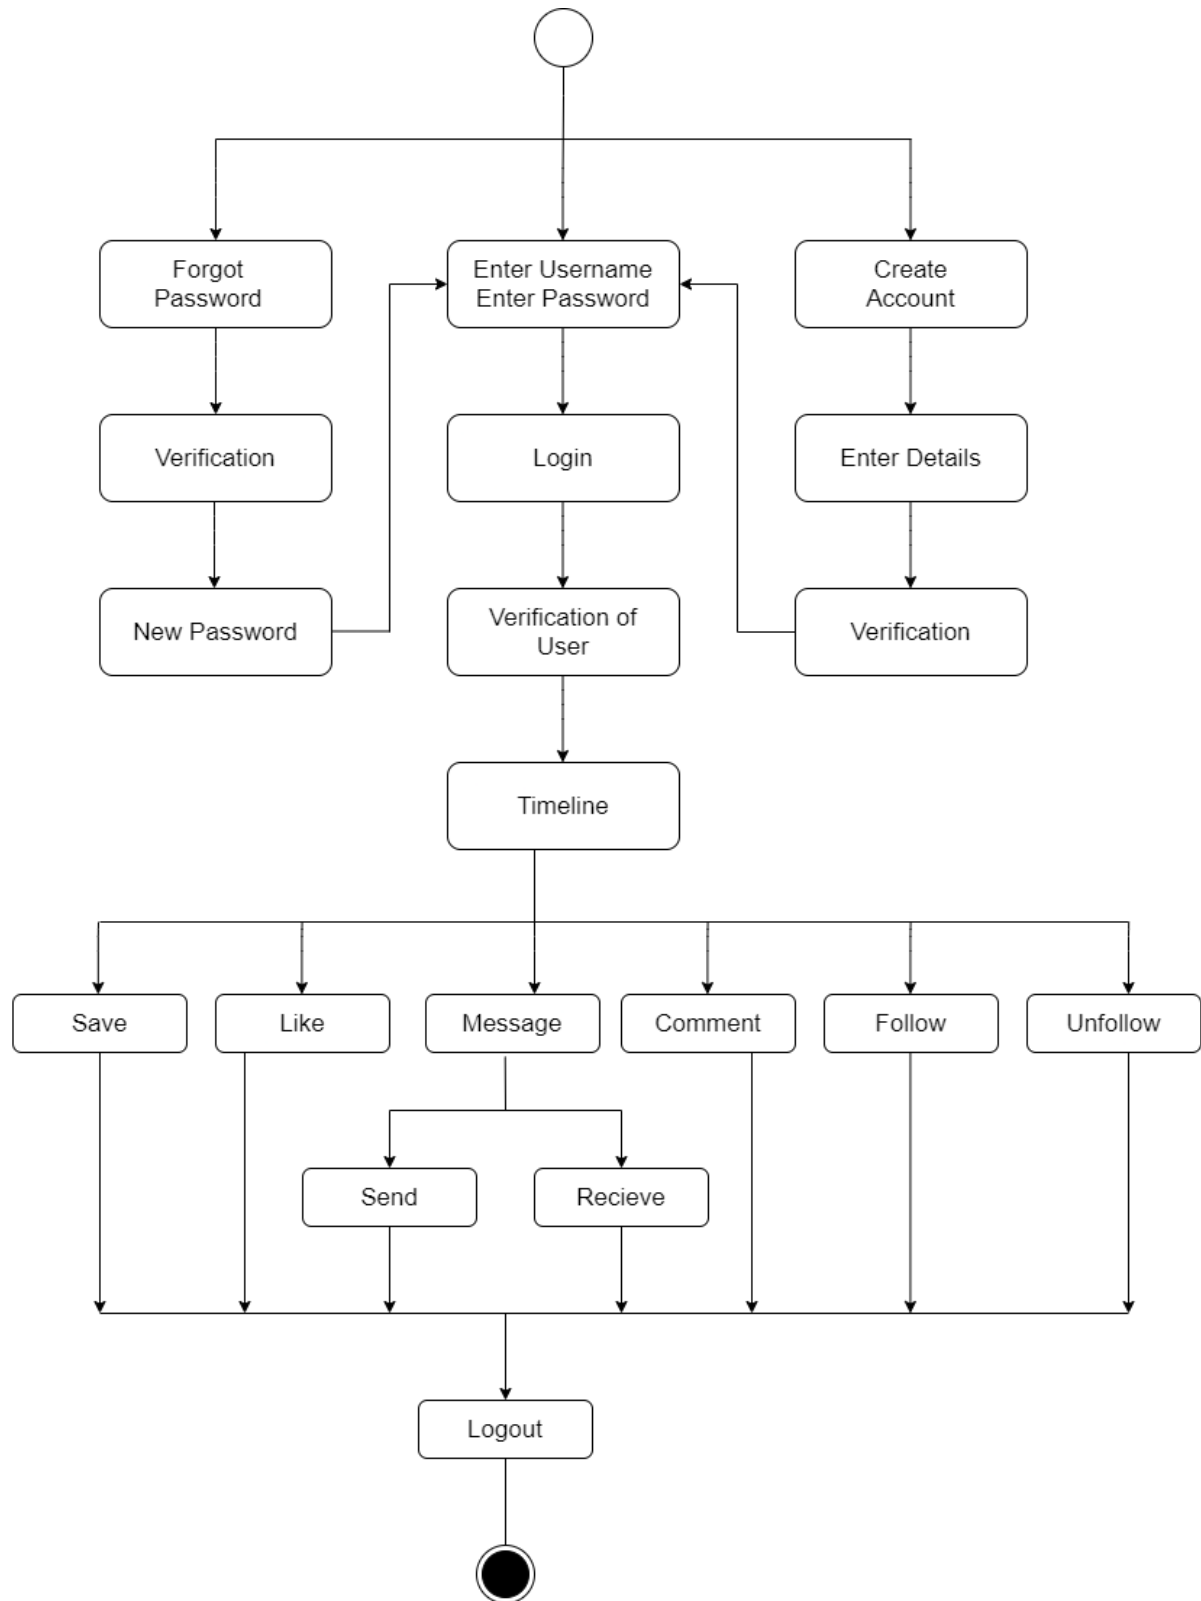 Forgot
Password
Enter Username
Enter Password
Create
Account
Verification
Login
Enter Details
New Password
Verification of
User
Verification
Timeline
Save
Like
Message
Comment
Follow
Unfollow
Send
Recieve
Logout